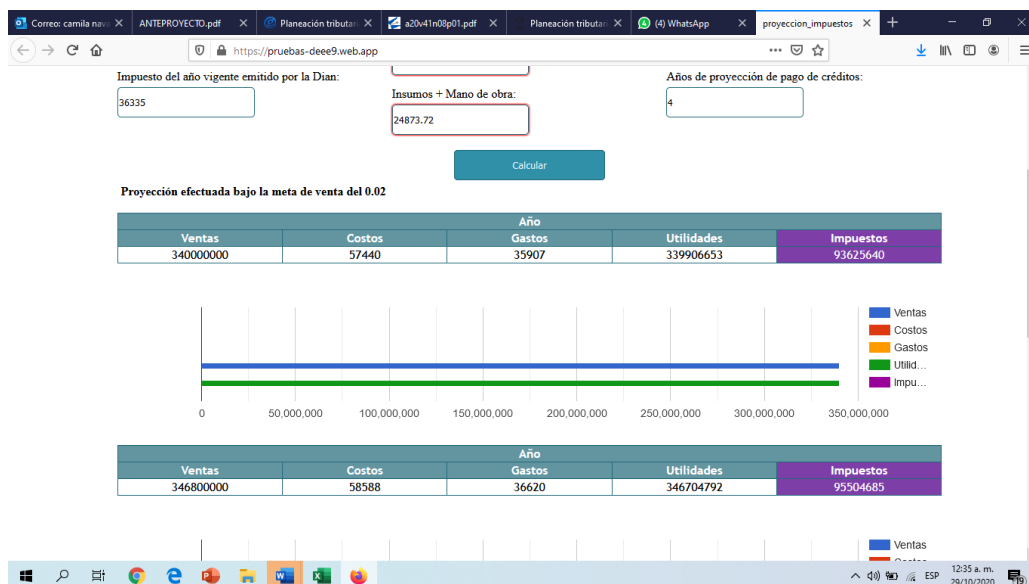 Correo: camila nava
ANTEPROYECTO.pdf
Planeación tributari
a20v41n08p01.pdf
Planeación tributari
(4) WhatsApp
proyeccion_impuestos
https://pruebas-deee9.web.app
Impuesto del año vigente emitido por la Dian:
36335
Insumos + Mano de obra:
24873.72
Años de proyección de pago de créditos:
4
Calcular
Proyección efectuada bajo la meta de venta del 0.02
Año
Ventas Costos Gastos Utilidades Impuestos
340000000 57440 35907 339906653 93625640
Ventas
Costos
Gastos
Utilid...
Impu...
0 50,000,000 100,000,000 150,000,000 200,000,000 250,000,000 300,000,000 350,000,000
Año
Ventas Costos Gastos Utilidades Impuestos
346800000 58588 36620 346704792 95504685
Ventas
ESP
12:35 a. m.
29/10/2020